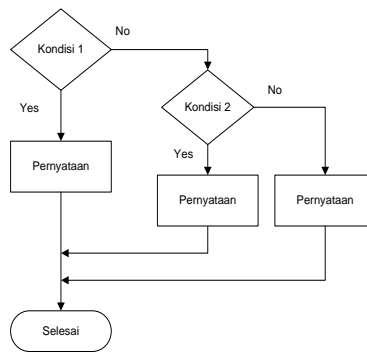 Kondisi 1
No
Kondisi 2
No
Yes
Yes
Pernyataan
Pernyataan
Pernyataan
Selesai